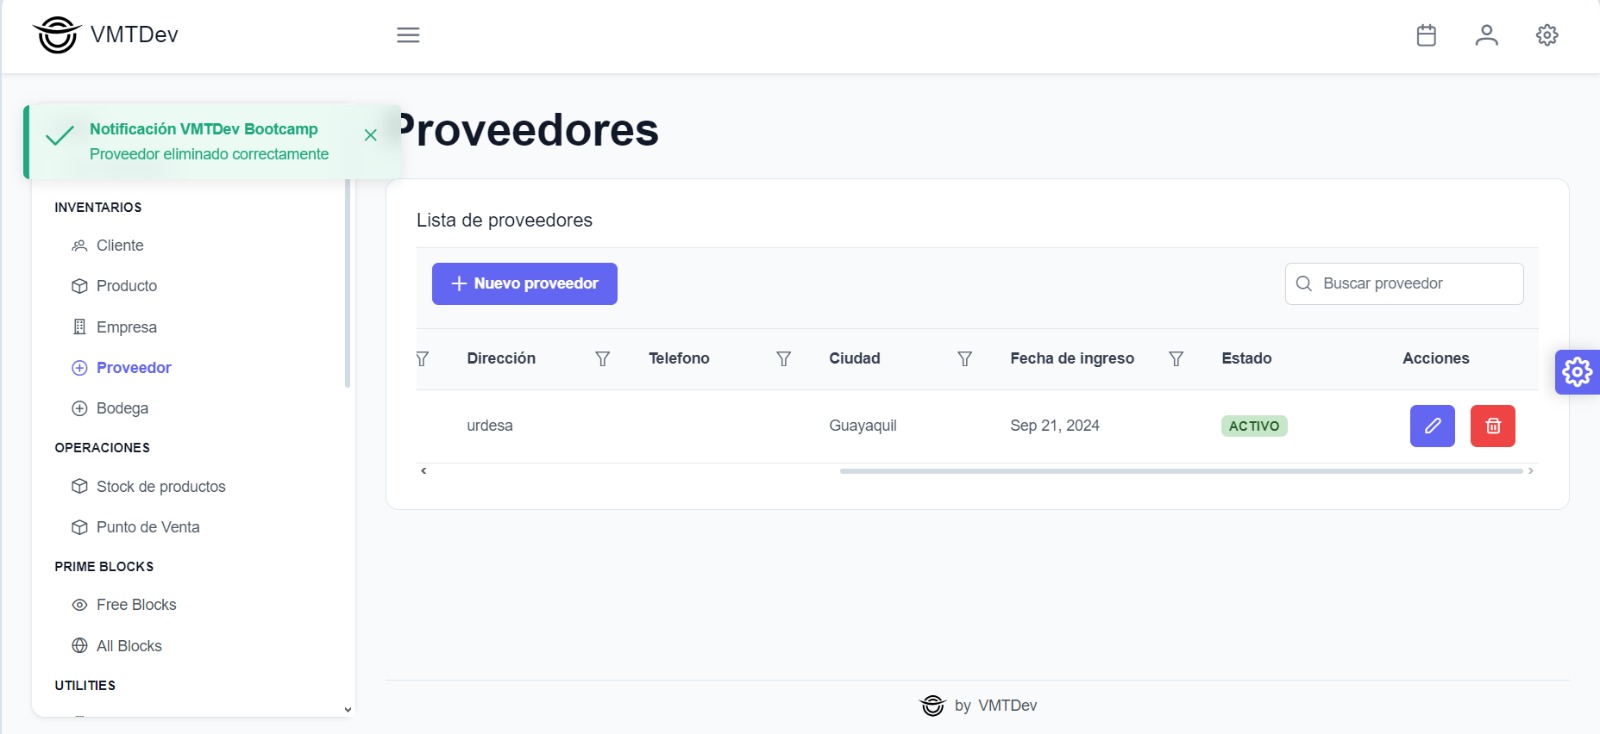 VMTDev
Notificación VMTDev Bootcamp
Proveedor eliminado correctamente
Proveedores
INVENTARIOS
Cliente
Producto
Empresa
Proveedor
Bodega
OPERACIONES
Stock de productos
Punto de Venta
PRIME BLOCKS
Free Blocks
All Blocks
UTILITIES
Lista de proveedores
Nuevo proveedor
Buscar proveedor
Dirección Telefono Ciudad Fecha de ingreso Estado Acciones
urdesa Guayaquil Sep 21, 2024 ACTIVO
by VMTDev